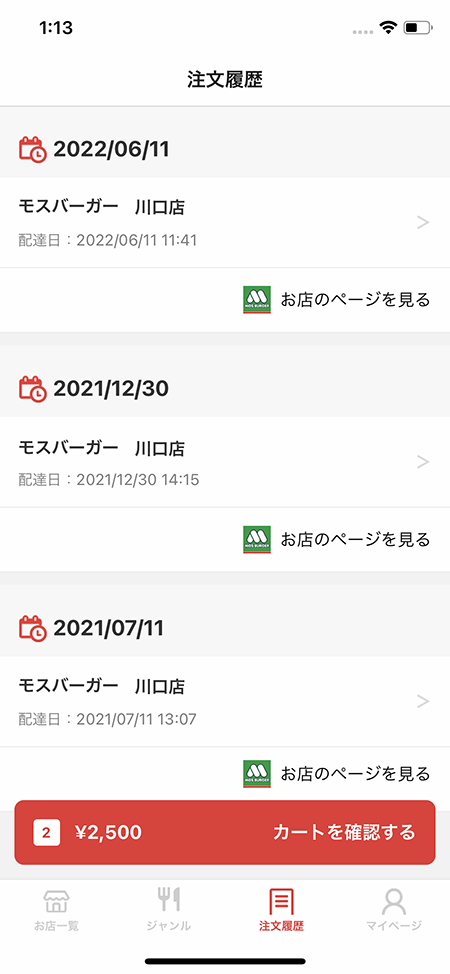 1:13
注文履歴
2022/06/11
モスバーガー　川口店
配達日：2022/06/11 11:41
MOS BURGER
お店のページを見る
2021/12/30
モスバーガー　川口店
配達日：2021/12/30 14:15
MOS BURGER
お店のページを見る
2021/07/11
モスバーガー　川口店
配達日：2021/07/11 13:07
MOS BURGER
お店のページを見る
2 ¥2,500 カートを確認する
お店一覧 ジャンル 注文履歴 マイページ